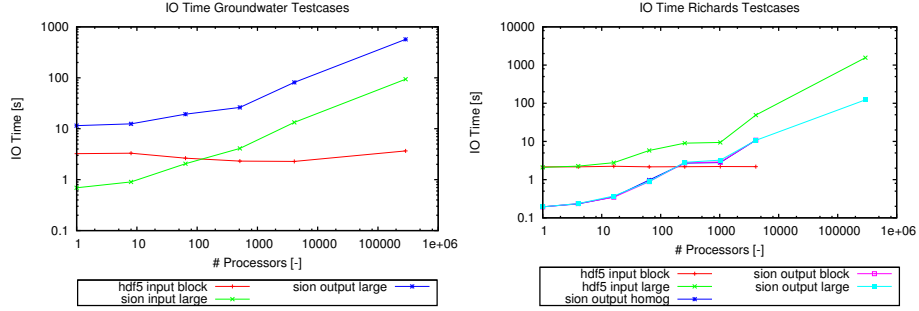 IO Time Groundwater Testcases
1000
100
10
1
0.1
IO Time [s]
1 10 100 1000 10000 100000 1e+06
# Processors [-]
hdf5 input block
sion input large
sion output large
IO Time Richards Testcases
10000
1000
100
10
1
0.1
IO Time [s]
1 10 100 1000 10000 100000 1e+06
# Processors [-]
hdf5 input block
hdf5 input large
sion output homog
sion output block
sion output large